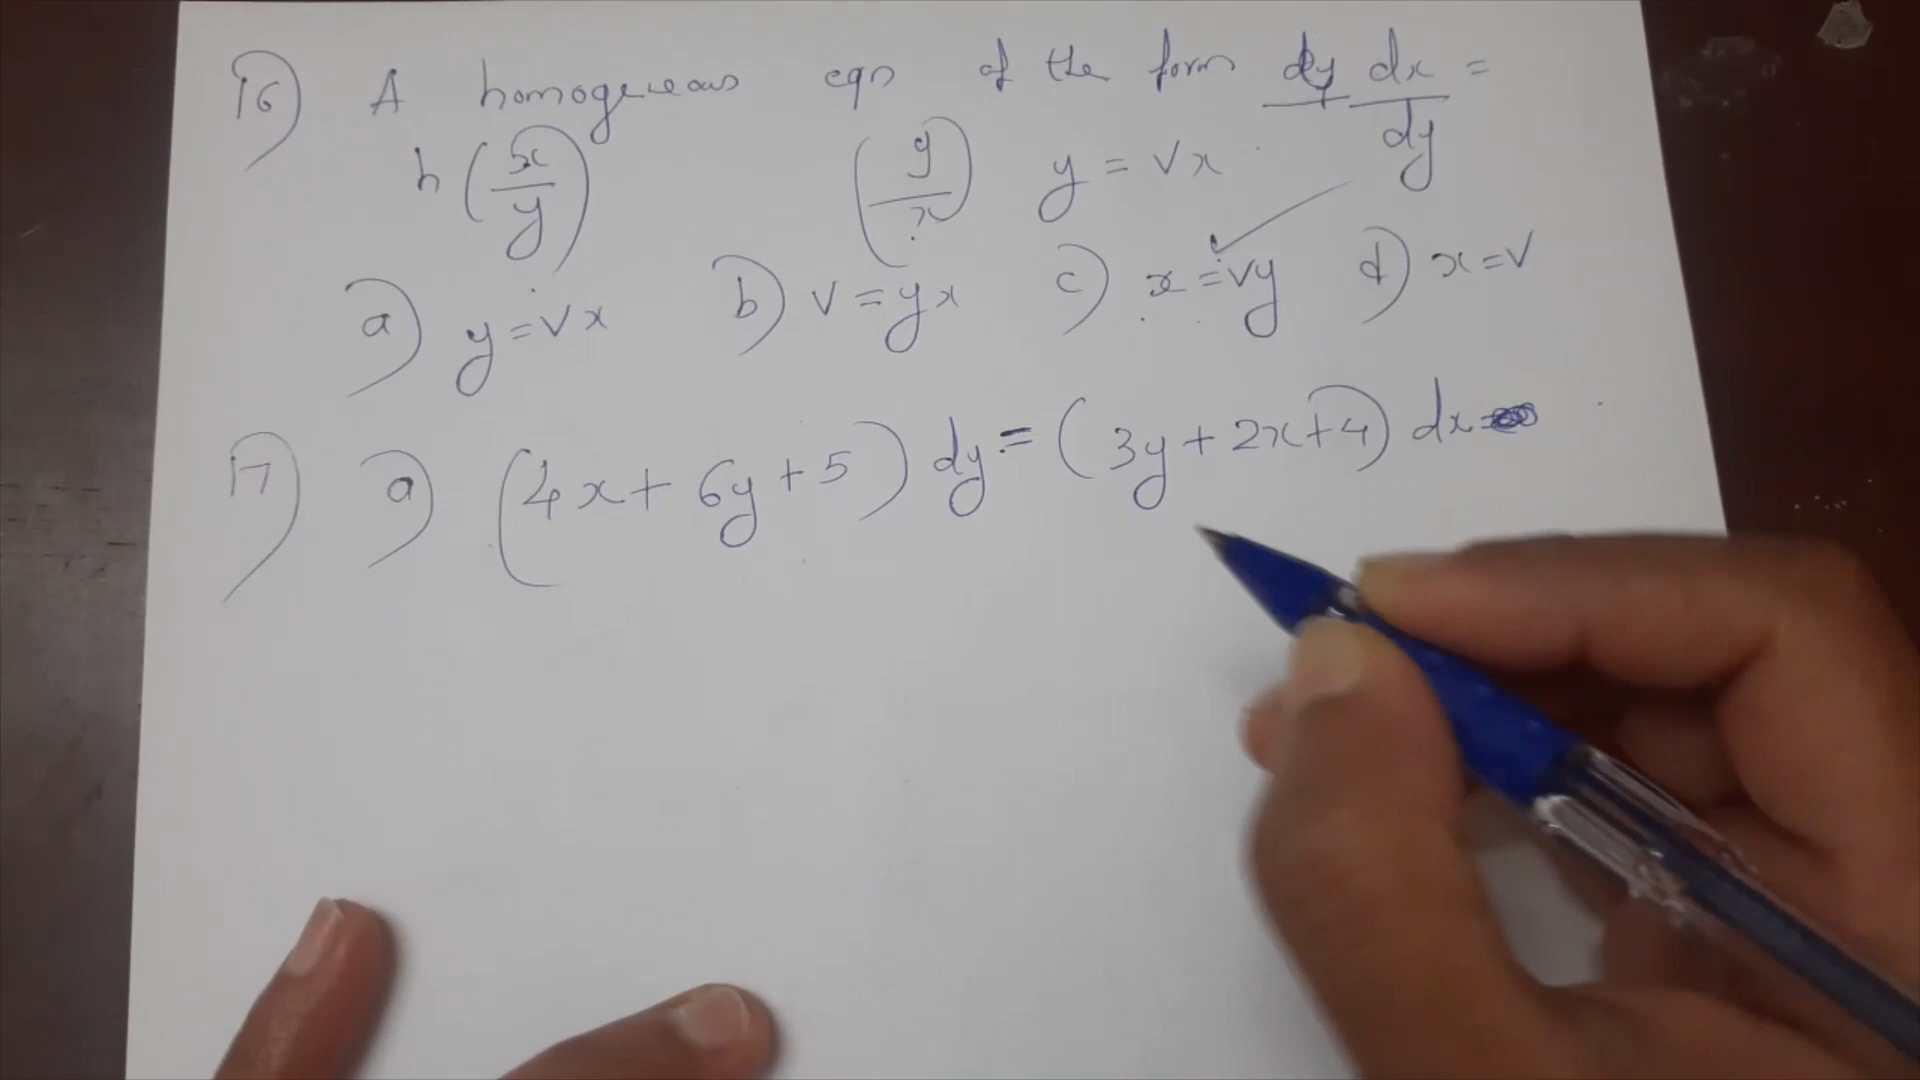 16) A homogeneous eqn of the form dx/dy =
h(x/y) (y/x) y = vx
a) y = vx b) v = yx c) x = vy d) x = v
17) a) (4x + 6y + 5) dy = (3y + 2x + 4) dx